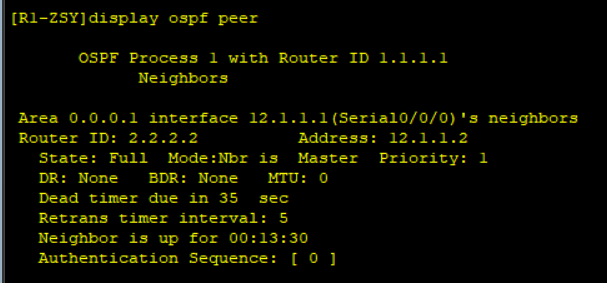 [R1-ZSY]display ospf peer
OSPF Process 1 with Router ID 1.1.1.1
Neighbors
Area 0.0.0.1 interface 12.1.1.1(Serial0/0/0)'s neighbors
Router ID: 2.2.2.2 Address: 12.1.1.2
State: Full Mode:Nbr is Master Priority: 1
DR: None BDR: None MTU: 0
Dead timer due in 35 sec
Retrans timer interval: 5
Neighbor is up for 00:13:30
Authentication Sequence: [ 0 ]